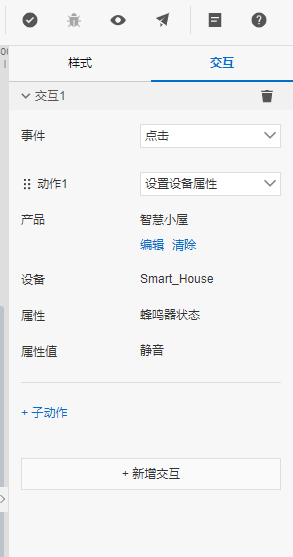 样式 交互
交互1
事件 点击
动作1 设置设备属性
产品 智慧小屋
编辑 清除
设备 Smart_House
属性 蜂鸣器状态
属性值 静音
+ 子动作
+ 新增交互